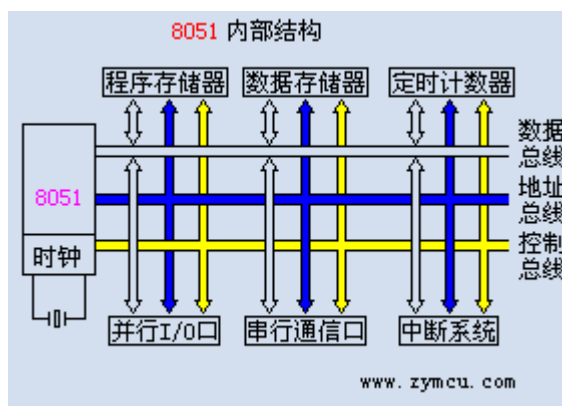 8051 内部结构
程序存储器 数据存储器 定时计数器
数据
总线
8051
地址
总线
时钟
控制
总线
并行I/O口 串行通信口 中断系统
www.zymcu.com